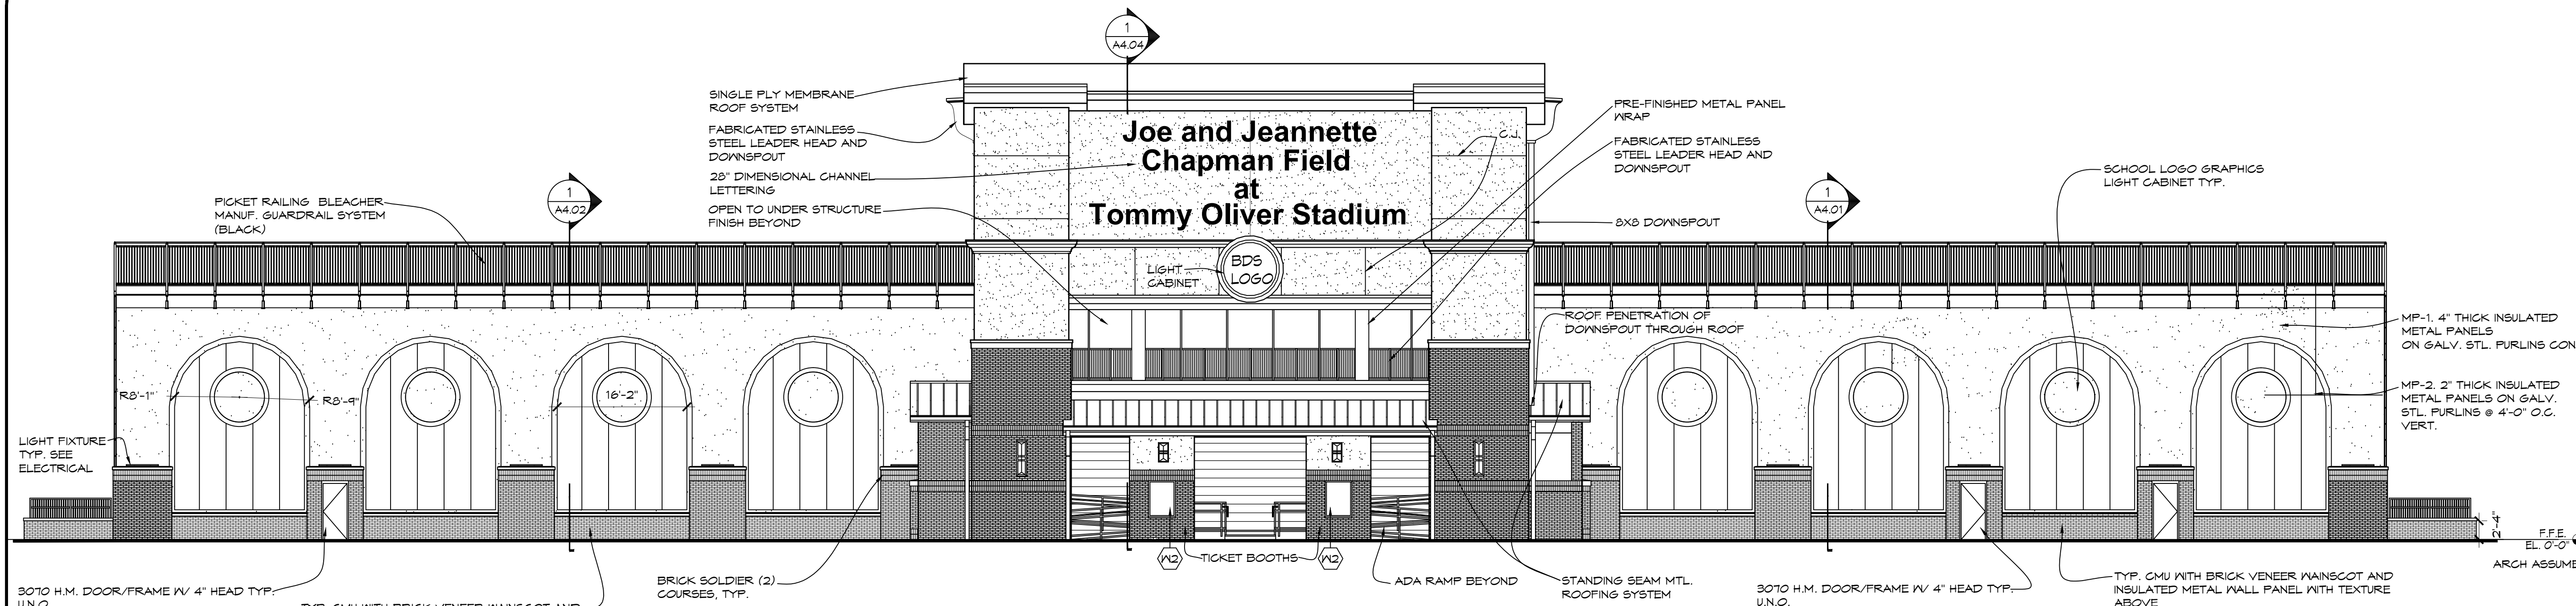 1
A4.04
SINGLE PLY MEMBRANE
ROOF SYSTEM
FABRICATED STAINLESS
STEEL LEADER HEAD AND
DOWNSPOUT
28" DIMENSIONAL CHANNEL
LETTERING
OPEN TO UNDER STRUCTURE
FINISH BEYOND
Joe and Jeannette
Chapman Field
at
Tommy Oliver Stadium
C.J.
PRE-FINISHED METAL PANEL
WRAP
FABRICATED STAINLESS
STEEL LEADER HEAD AND
DOWNSPOUT
8X8 DOWNSPOUT
SCHOOL LOGO GRAPHICS
LIGHT CABINET TYP.
PICKET RAILING BLEACHER
MANUF. GUARDRAIL SYSTEM
(BLACK)
1
A4.02
1
A4.01
LIGHT
CABINET
BDS
LOGO
ROOF PENETRATION OF
DOWNSPOUT THROUGH ROOF
MP-1. 4" THICK INSULATED
METAL PANELS
ON GALV. STL. PURLINS CON
MP-2. 2" THICK INSULATED
METAL PANELS ON GALV.
STL. PURLINS @ 4'-0" O.C.
VERT.
R8'-1"
R8'-9"
16'-2"
LIGHT FIXTURE
TYP. SEE
ELECTRICAL
2'-4"
F.F.E.
EL. 0'-0"
ARCH ASSUME
W2
TICKET BOOTHS
W2
3070 H.M. DOOR/FRAME W/ 4" HEAD TYP.
U.N.O.
TYP. CMU WITH BRICK VENEER WAINSCOT AND
BRICK SOLDIER (2)
COURSES, TYP.
ADA RAMP BEYOND
STANDING SEAM MTL.
ROOFING SYSTEM
3070 H.M. DOOR/FRAME W/ 4" HEAD TYP.
U.N.O.
TYP. CMU WITH BRICK VENEER WAINSCOT AND
INSULATED METAL WALL PANEL WITH TEXTURE
ABOVE